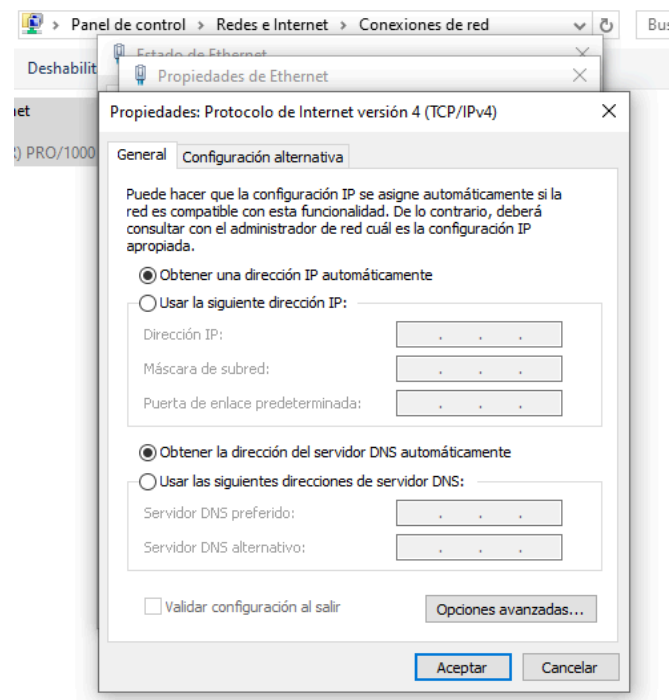 Panel de control > Redes e Internet > Conexiones de red
Deshabilit
Estado de Ethernet
Propiedades de Ethernet
Propiedades: Protocolo de Internet versión 4 (TCP/IPv4)
PRO/1000
General
Configuración alternativa
Puede hacer que la configuración IP se asigne automáticamente si la
red es compatible con esta funcionalidad. De lo contrario, deberá
consultar con el administrador de red cuál es la configuración IP
apropiada.
Obtener una dirección IP automáticamente
Usar la siguiente dirección IP:
Dirección IP:
Máscara de subred:
Puerta de enlace predeterminada:
Obtener la dirección del servidor DNS automáticamente
Usar las siguientes direcciones de servidor DNS:
Servidor DNS preferido:
Servidor DNS alternativo:
Validar configuración al salir
Opciones avanzadas...
Aceptar
Cancelar